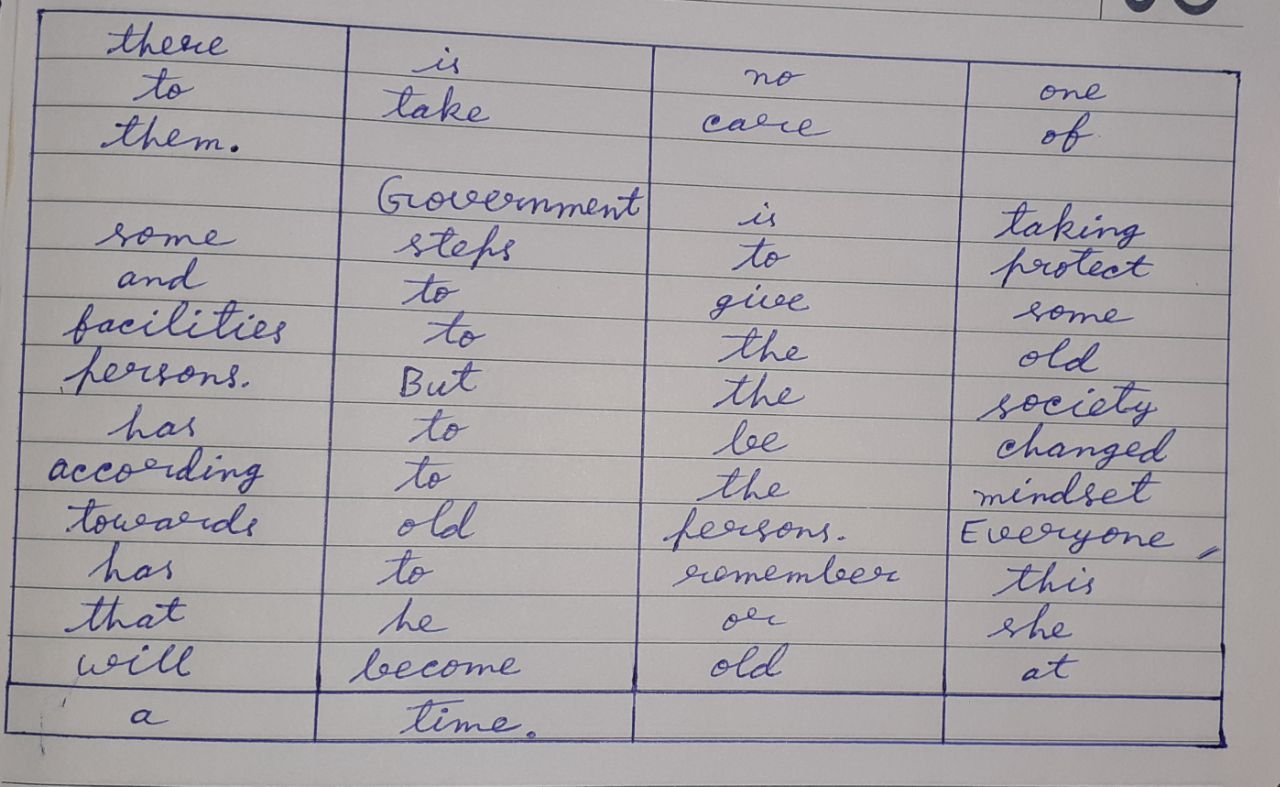 there is no one
to take care of
them.
Government is taking
some steps to protect
and to give some
facilities to the old
persons. But the society
has to be changed
according to the mindset
towards old persons. Everyone
has to remember this
that he or she
will become old at
a time.